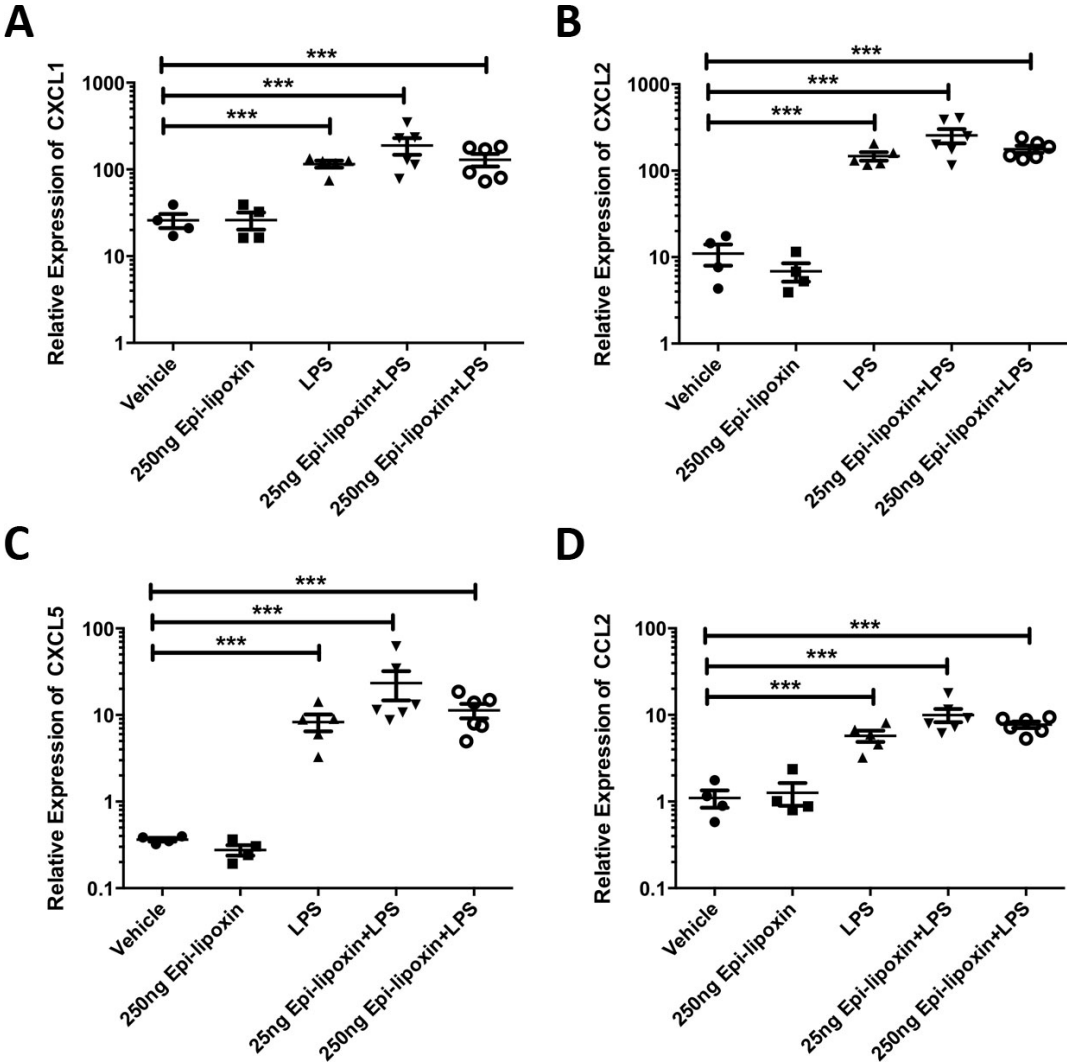 A
***
***
***
Relative Expression of CXCL1
1000
100
10
1
Vehicle
250ng Epi-lipoxin
LPS
25ng Epi-lipoxin+LPS
250ng Epi-lipoxin+LPS
B
***
***
***
Relative Expression of CXCL2
1000
100
10
1
Vehicle
250ng Epi-lipoxin
LPS
25ng Epi-lipoxin+LPS
250ng Epi-lipoxin+LPS
C
***
***
***
Relative Expression of CXCL5
100
10
1
0.1
Vehicle
250ng Epi-lipoxin
LPS
25ng Epi-lipoxin+LPS
250ng Epi-lipoxin+LPS
D
***
***
***
Relative Expression of CCL2
100
10
1
0.1
Vehicle
250ng Epi-lipoxin
LPS
25ng Epi-lipoxin+LPS
250ng Epi-lipoxin+LPS